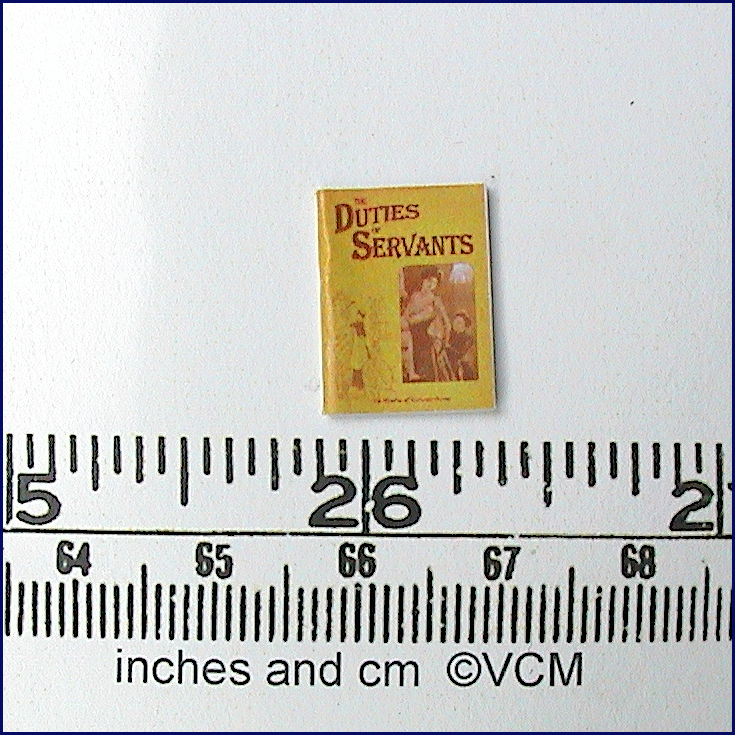 THE
DUTIES
OF
SERVANTS
5 26 2
64 65 66 67 68
inches and cm ©VCM